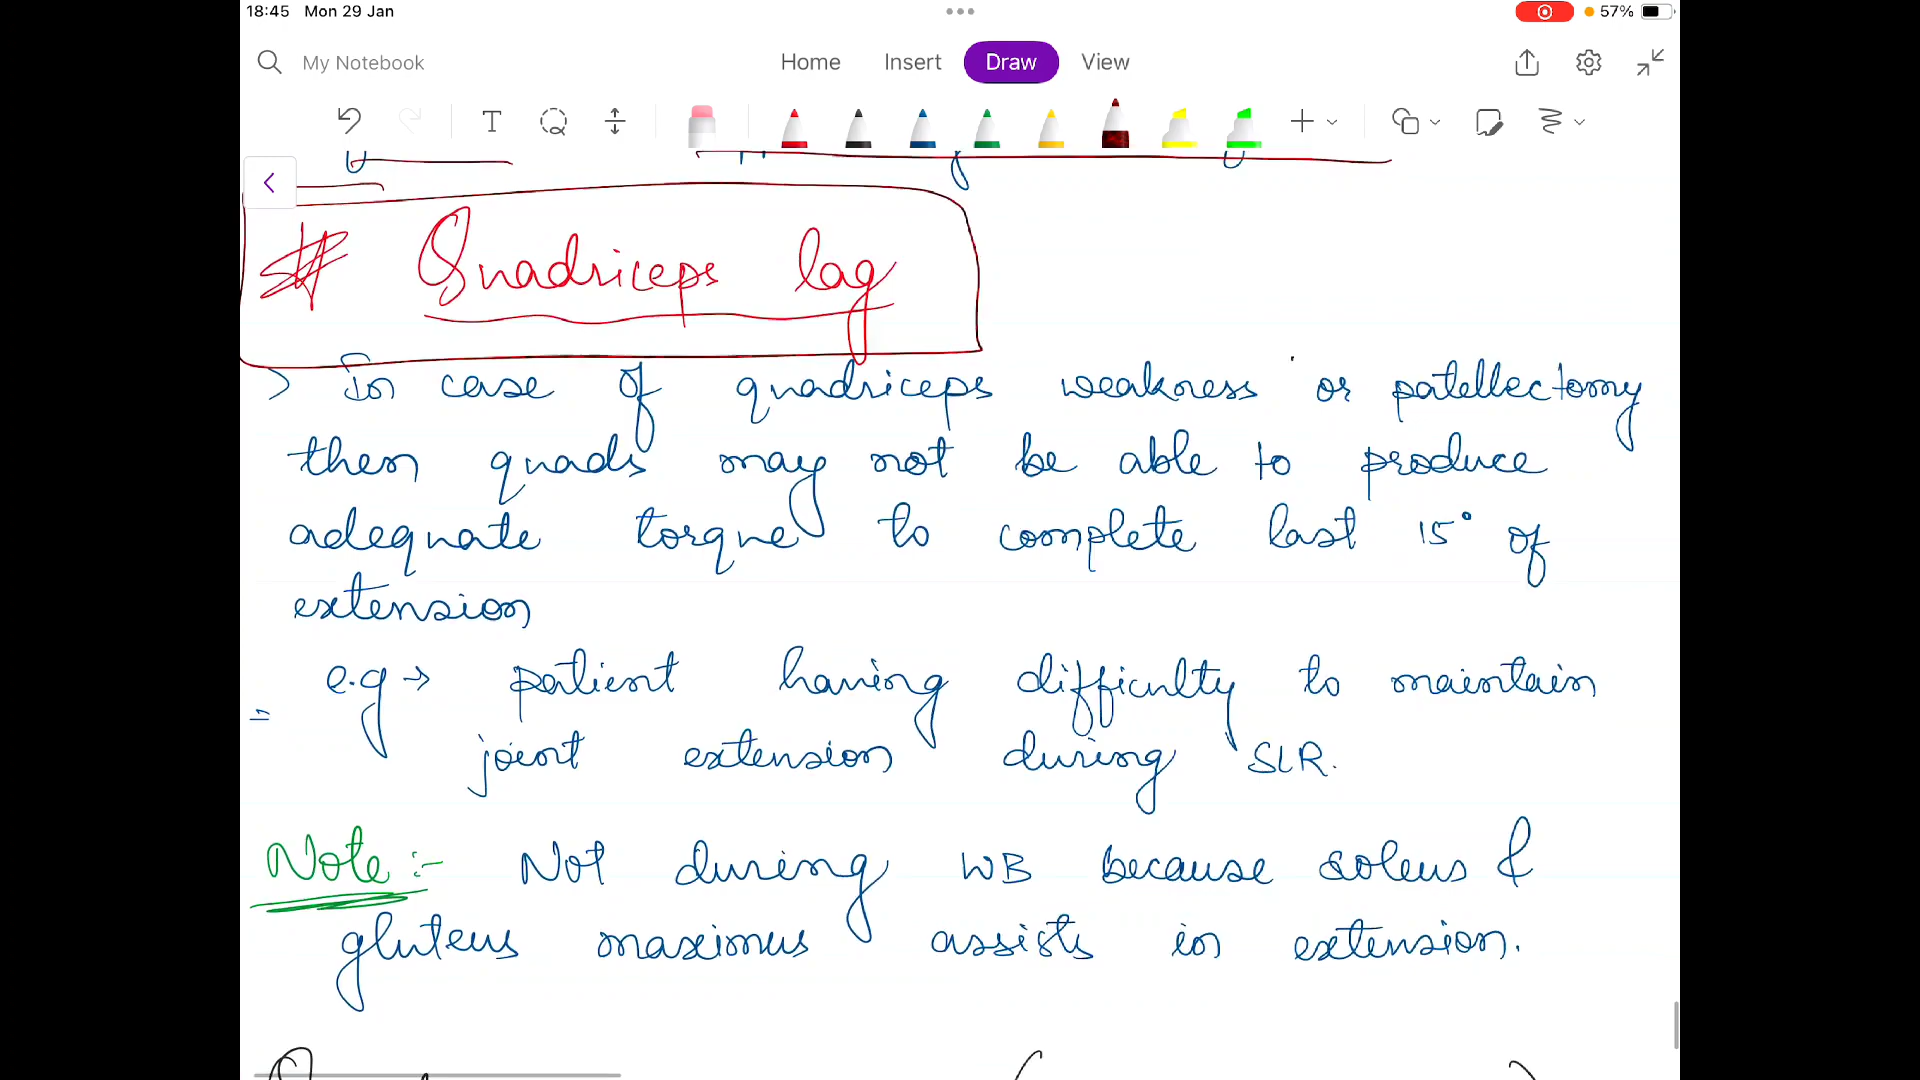 18:45 Mon 29 Jan
57%
My Notebook
Home Insert Draw View
# Quadriceps lag
> In case of quadriceps weakness or patellectomy
then quads may not be able to produce
adequate torque to complete last 15° of
extension
e.g → patient having difficulty to maintain
joint extension during SLR.
Note :- Not during WB because soleus &
gluteus maximus assists in extension.